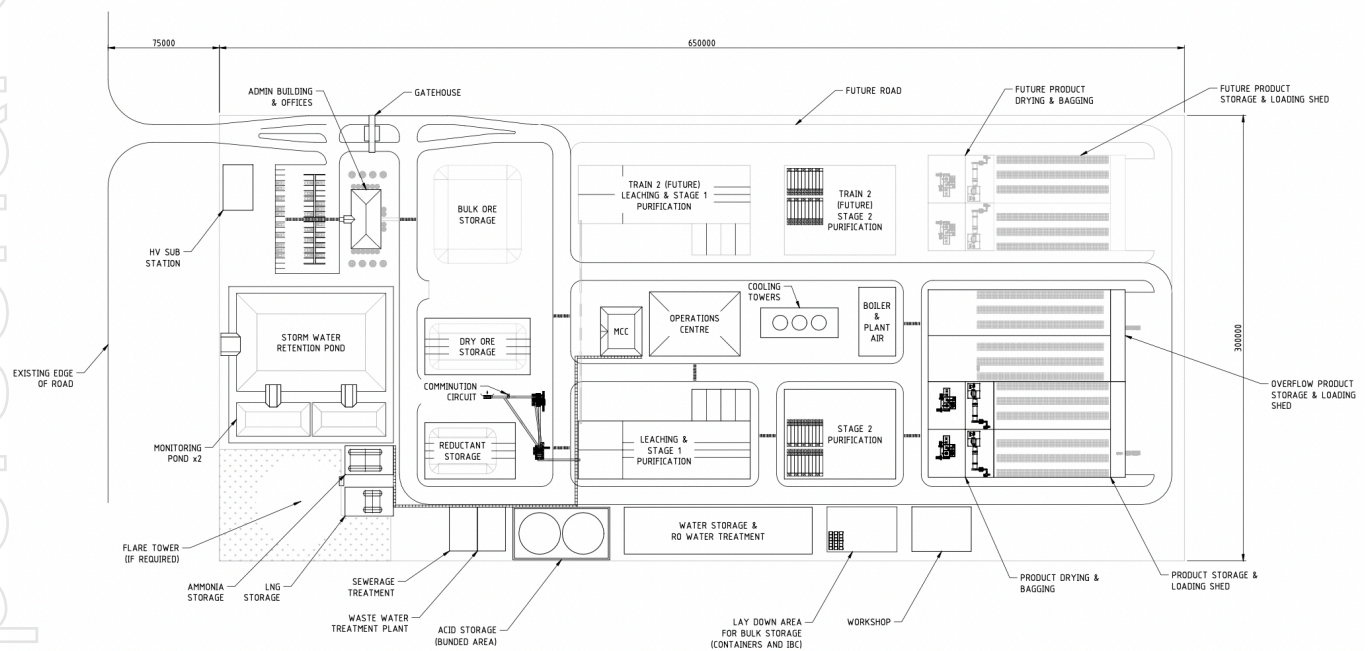 75000
650000
ADMIN BUILDING
& OFFICES
GATEHOUSE
FUTURE ROAD
FUTURE PRODUCT
DRYING & BAGGING
FUTURE PRODUCT
STORAGE & LOADING SHED
HV SUB
STATION
BULK ORE
STORAGE
TRAIN 2 (FUTURE)
LEACHING & STAGE 1
PURIFICATION
TRAIN 2
(FUTURE)
STAGE 2
PURIFICATION
300000
STORM WATER
RETENTION POND
DRY ORE
STORAGE
MCC
OPERATIONS
CENTRE
COOLING
TOWERS
BOILER
&
PLANT
AIR
EXISTING EDGE
OF ROAD
COMMINUTION
CIRCUIT
OVERFLOW PRODUCT
STORAGE & LOADING
SHED
MONITORING
POND x2
REDUCTANT
STORAGE
LEACHING &
STAGE 1
PURIFICATION
STAGE 2
PURIFICATION
FLARE TOWER
(IF REQUIRED)
AMMONIA
STORAGE
LNG
STORAGE
SEWERAGE
TREATMENT
WASTE WATER
TREATMENT PLANT
ACID STORAGE
(BUNDED AREA)
WATER STORAGE &
RO WATER TREATMENT
LAY DOWN AREA
FOR BULK STORAGE
(CONTAINERS AND IBC)
WORKSHOP
PRODUCT DRYING &
BAGGING
PRODUCT STORAGE &
LOADING SHED